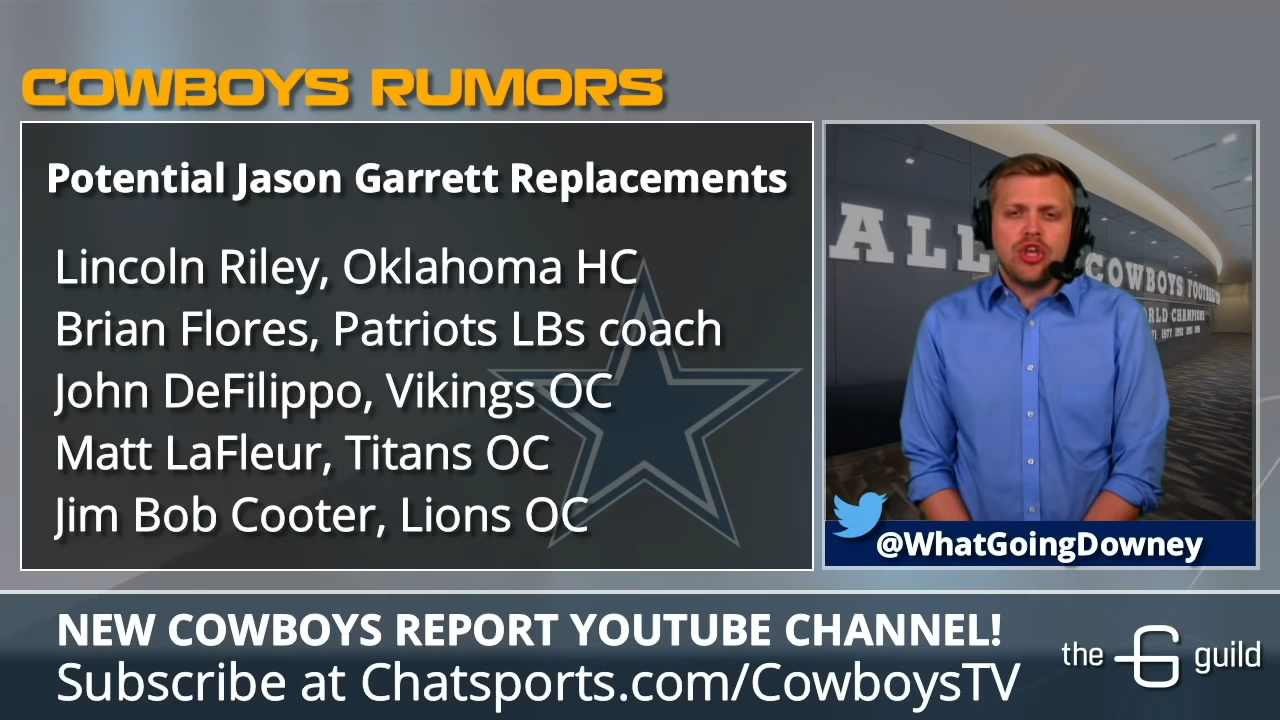 COWBOYS RUMORS
Potential Jason Garrett Replacements
Lincoln Riley, Oklahoma HC
Brian Flores, Patriots LBs coach
John DeFilippo, Vikings OC
Matt LaFleur, Titans OC
Jim Bob Cooter, Lions OC
ALL
COWBOYS
@WhatGoingDowney
NEW COWBOYS REPORT YOUTUBE CHANNEL!
Subscribe at Chatsports.com/CowboysTV
the G guild